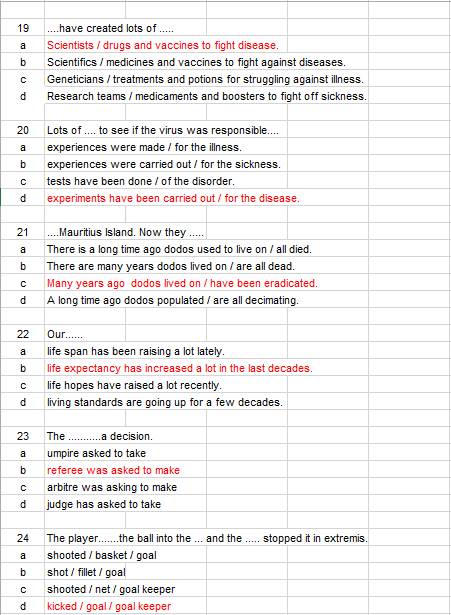 19 ....have created lots of .....
a Scientists / drugs and vaccines to fight disease.
b Scientifics / medicines and vaccines to fight against diseases.
c Geneticians / treatments and potions for struggling against illness.
d Research teams / medicaments and boosters to fight off sickness.
20 Lots of .... to see if the virus was responsible....
a experiences were made / for the illness.
b experiences were carried out / for the sickness.
c tests have been done / of the disorder.
d experiments have been carried out / for the disease.
21 ....Mauritius Island. Now they .....
a There is a long time ago dodos used to live on / all died.
b There are many years dodos lived on / are all dead.
c Many years ago dodos lived on / have been eradicated.
d A long time ago dodos populated / are all decimating.
22 Our......
a life span has been raising a lot lately.
b life expectancy has increased a lot in the last decades.
c life hopes have raised a lot recently.
d living standards are going up for a few decades.
23 The ...........a decision.
a umpire asked to take
b referee was asked to make
c arbitre was asking to make
d judge has asked to take
24 The player.......the ball into the ... and the ..... stopped it in extremis.
a shooted / basket / goal
b shot / fillet / goal
c shooted / net / goal keeper
d kicked / goal / goal keeper